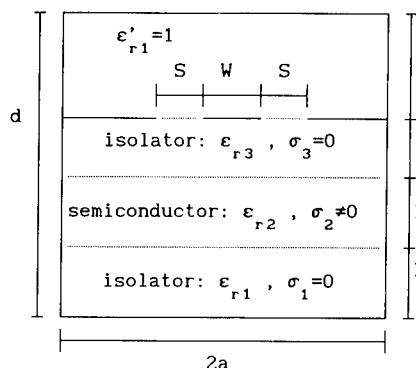 ε'r1=1
S W S
d
isolator: εr3 , σ3=0
semiconductor: εr2 , σ2≠0
isolator: εr1 , σ1=0
2a